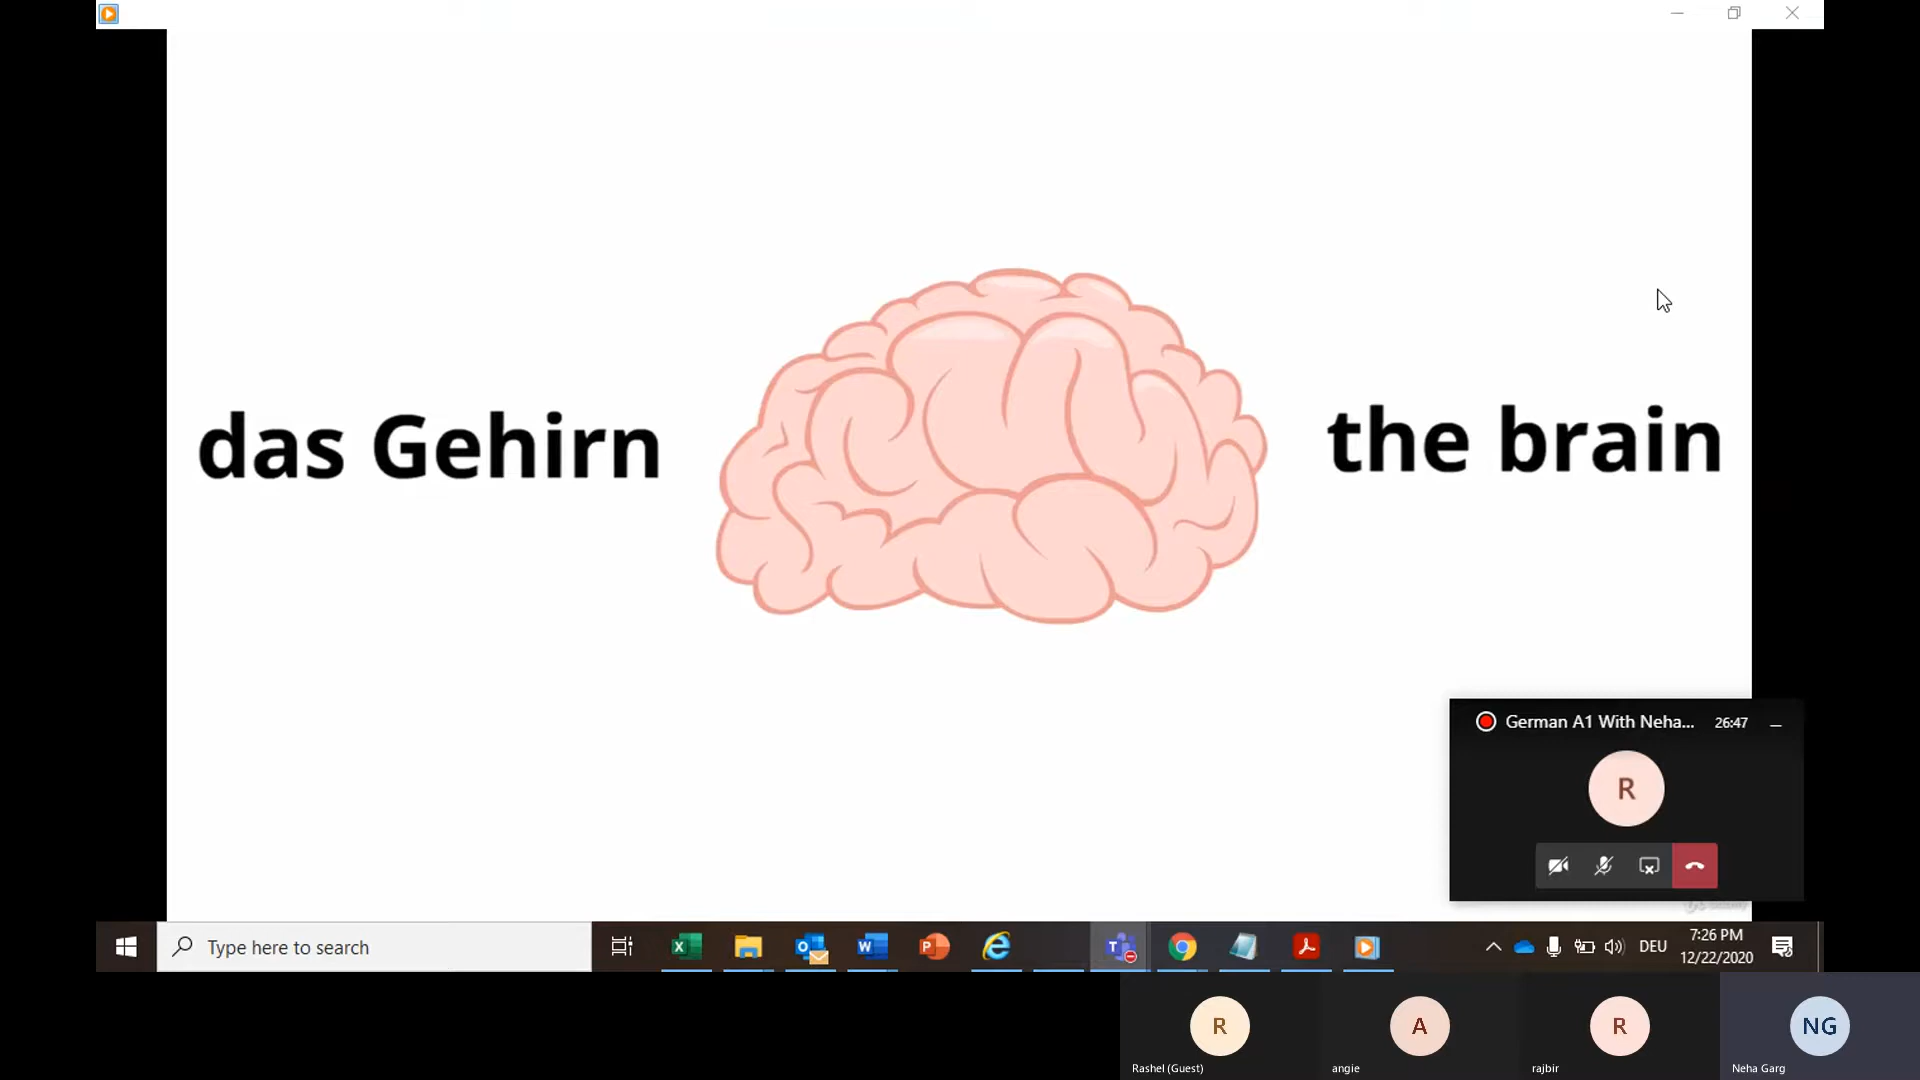 das Gehirn
the brain
German A1 With Neha...
26:47
R
Type here to search
DEU
7:26 PM
12/22/2020
R
A
R
NG
Rashel (Guest)
angie
rajbir
Neha Garg